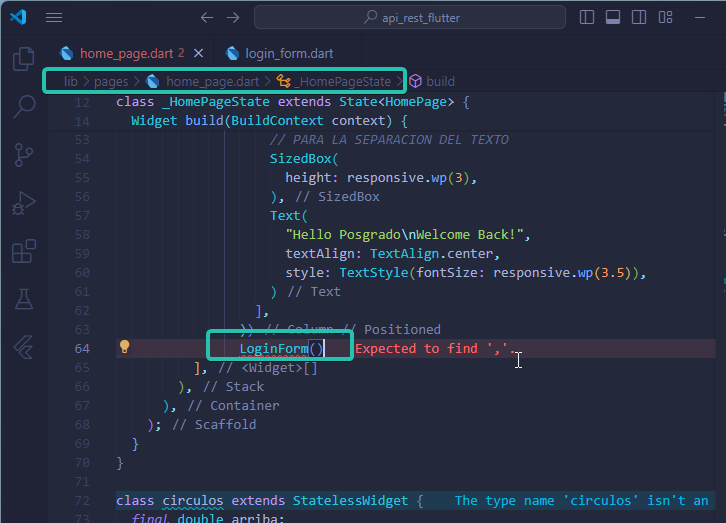 api_rest_flutter
home_page.dart 2
login_form.dart
lib > pages > home_page.dart > _HomePageState > build
12 class _HomePageState extends State<HomePage> {
14 Widget build(BuildContext context) {
53 // PARA LA SEPARACION DEL TEXTO
54 SizedBox(
55 height: responsive.wp(3),
56 ), // SizedBox
57 Text(
58 "Hello Posgrado\nWelcome Back!",
59 textAlign: TextAlign.center,
60 style: TextStyle(fontSize: responsive.wp(3.5)),
61 ) // Text
62 ],
63 )) // Column // Positioned
64 LoginForm() Expected to find ','.
65 ], // <Widget>[]
66 ), // Stack
67 ), // Container
68 ); // Scaffold
69 }
70 }
71
72 class circulos extends StatelessWidget { The type name 'circulos' isn't an
73 final double arriba;